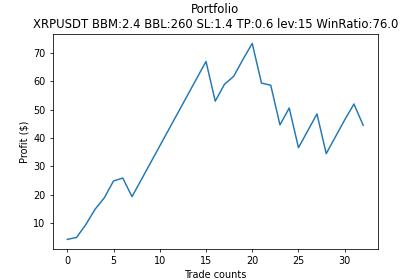 Portfolio
XRPUSDT BBM:2.4 BBL:260 SL:1.4 TP:0.6 lev:15 WinRatio:76.0
70
60
50
40
30
20
10
Profit ($)
0 5 10 15 20 25 30
Trade counts